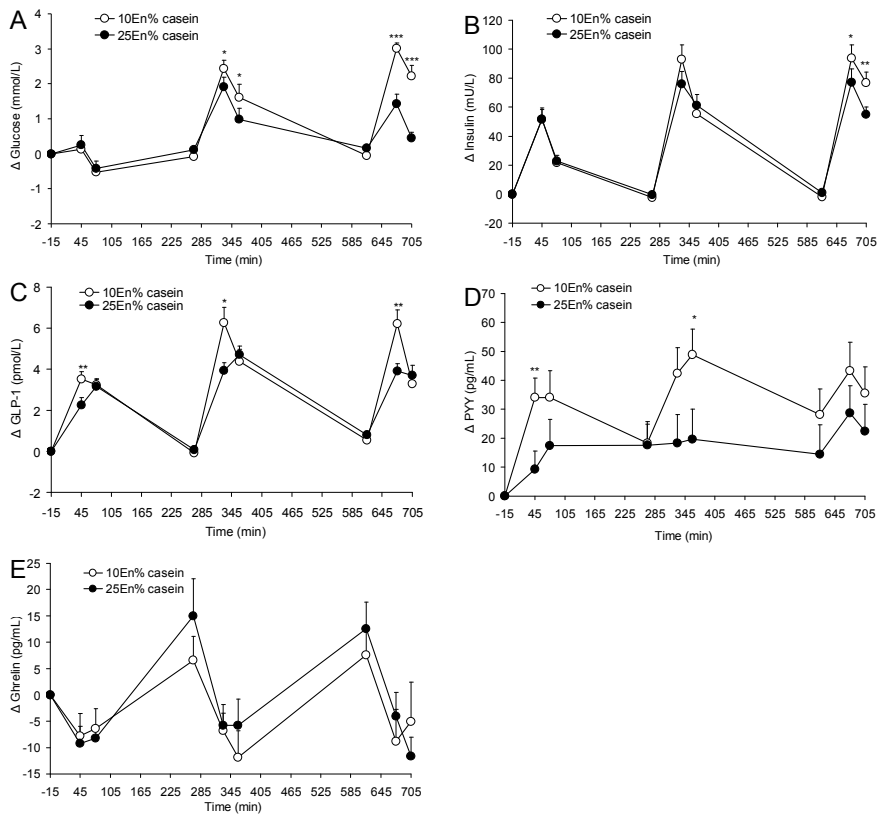 A
10En% casein
25En% casein
*
*
***
***
Δ Glucose (mmol/L)
4
3
2
1
0
-1
-2
-15 45 105 165 225 285 345 405 465 525 585 645 705
Time (min)
B
10En% casein
25En% casein
*
**
Δ Insulin (mU/L)
120
100
80
60
40
20
0
-20
-15 45 105 165 225 285 345 405 465 525 585 645 705
Time (min)
C
10En% casein
25En% casein
**
*
**
Δ GLP-1 (pmol/L)
8
6
4
2
0
-2
-15 45 105 165 225 285 345 405 465 525 585 645 705
Time (min)
D
10En% casein
25En% casein
**
*
Δ PYY (pg/mL)
70
60
50
40
30
20
10
0
-15 45 105 165 225 285 345 405 465 525 585 645 705
Time (min)
E
10En% casein
25En% casein
Δ Ghrelin (pg/mL)
25
20
15
10
5
0
-5
-10
-15
-15 45 105 165 225 285 345 405 465 525 585 645 705
Time (min)